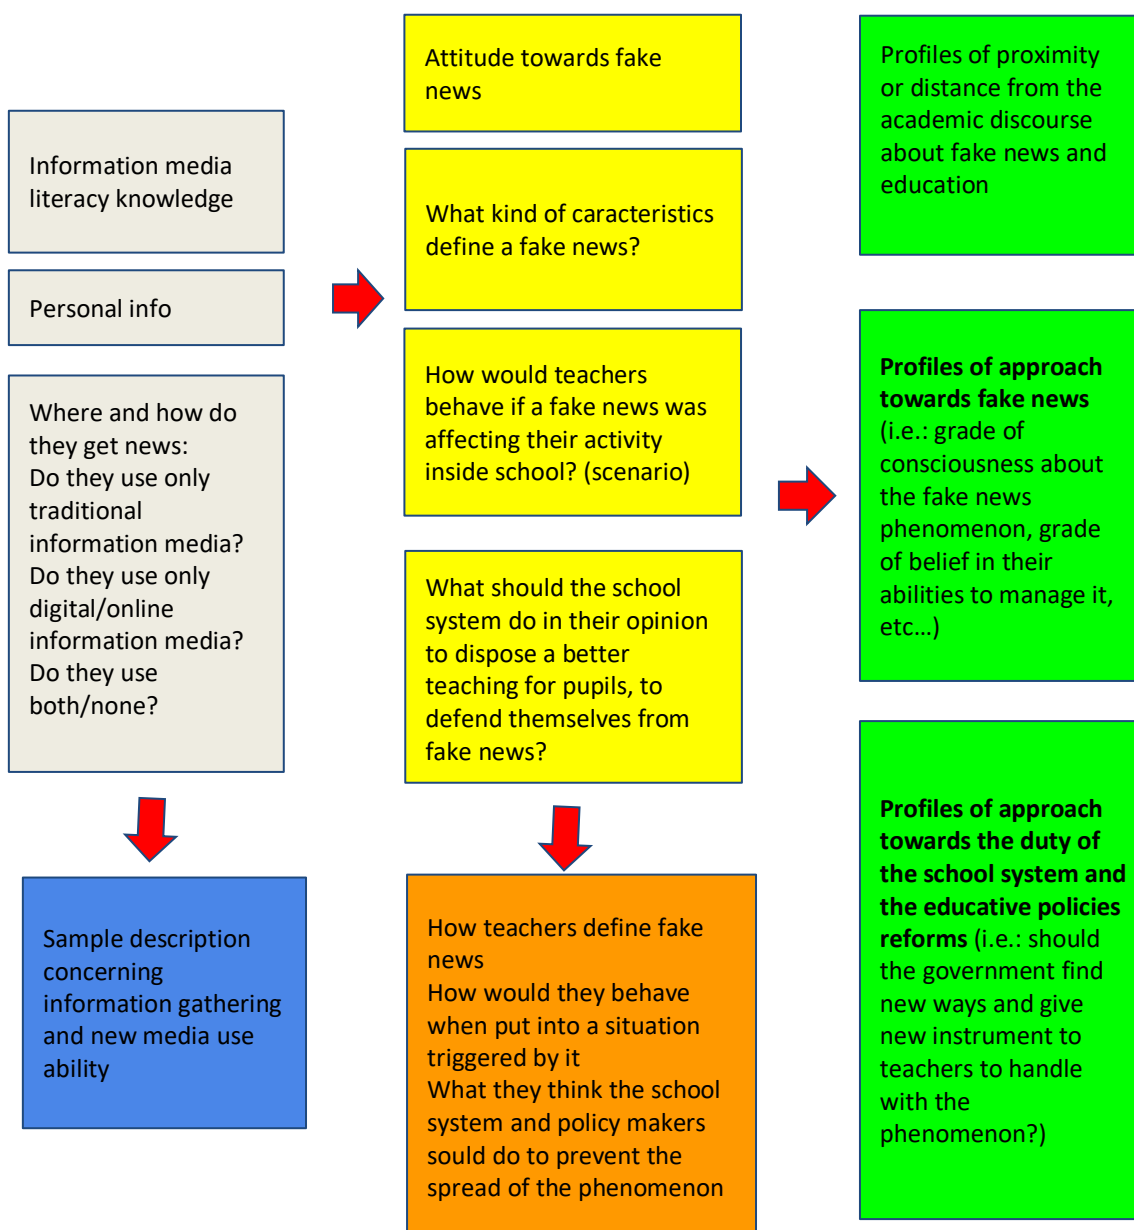 Information media
literacy knowledge
Personal info
Where and how do
they get news:
Do they use only
traditional
information media?
Do they use only
digital/online
information media?
Do they use
both/none?
Sample description
concerning
information gathering
and new media use
ability
Attitude towards fake
news
What kind of caracteristics
define a fake news?
How would teachers
behave if a fake news was
affecting their activity
inside school? (scenario)
What should the school
system do in their opinion
to dispose a better
teaching for pupils, to
defend themselves from
fake news?
How teachers define fake
news
How would they behave
when put into a situation
triggered by it
What they think the school
system and policy makers
sould do to prevent the
spread of the phenomenon
Profiles of proximity
or distance from the
academic discourse
about fake news and
education
Profiles of approach
towards fake news
(i.e.: grade of
consciousness about
the fake news
phenomenon, grade
of belief in their
abilities to manage it,
etc...)
Profiles of approach
towards the duty of
the school system and
the educative policies
reforms (i.e.: should
the government find
new ways and give
new instrument to
teachers to handle
with the
phenomenon?)